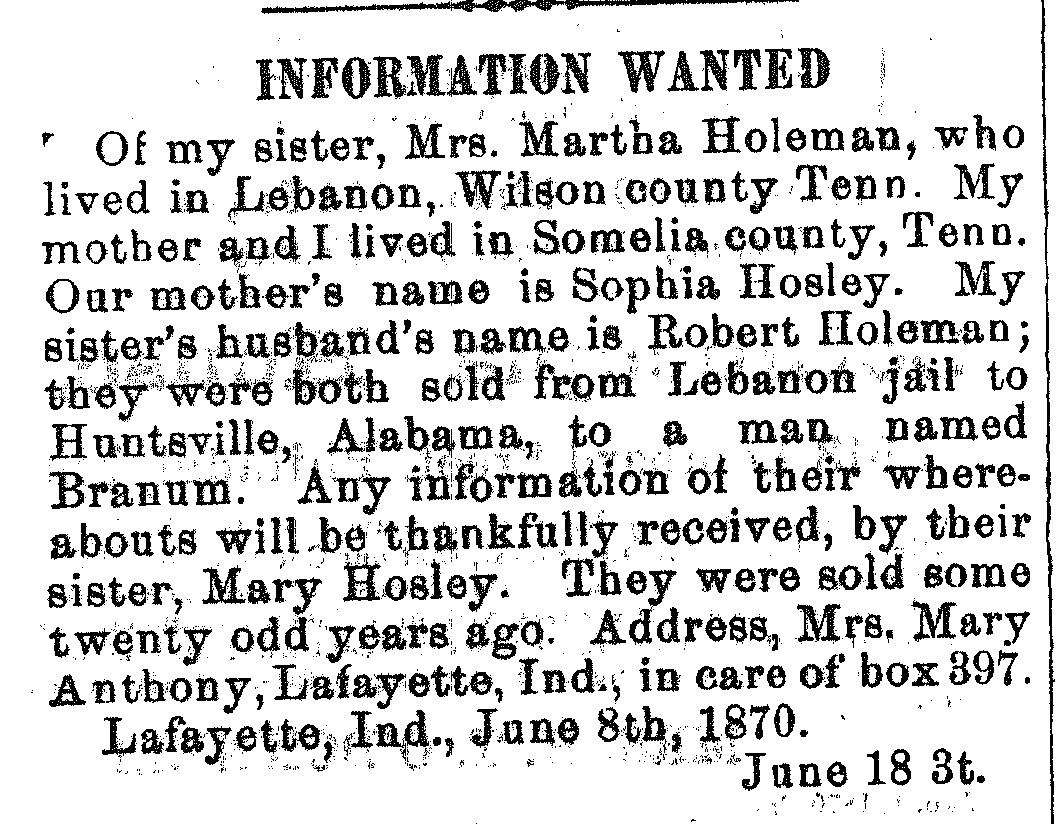 INFORMATION WANTED
Of my sister, Mrs. Martha Holeman, who
lived in Lebanon, Wilson county Tenn. My
mother and I lived in Somelia county, Tenn.
Our mother's name is Sophia Hosley. My
sister's husband's name is Robert Holeman;
they were both sold from Lebanon jail to
Huntsville, Alabama, to a man named
Branum. Any information of their where-
abouts will be thankfully received, by their
sister, Mary Hosley. They were sold some
twenty odd years ago. Address, Mrs. Mary
Anthony, Lafayette, Ind., in care of box 397.
Lafayette, Ind., June 8th, 1870.
June 18 3t.